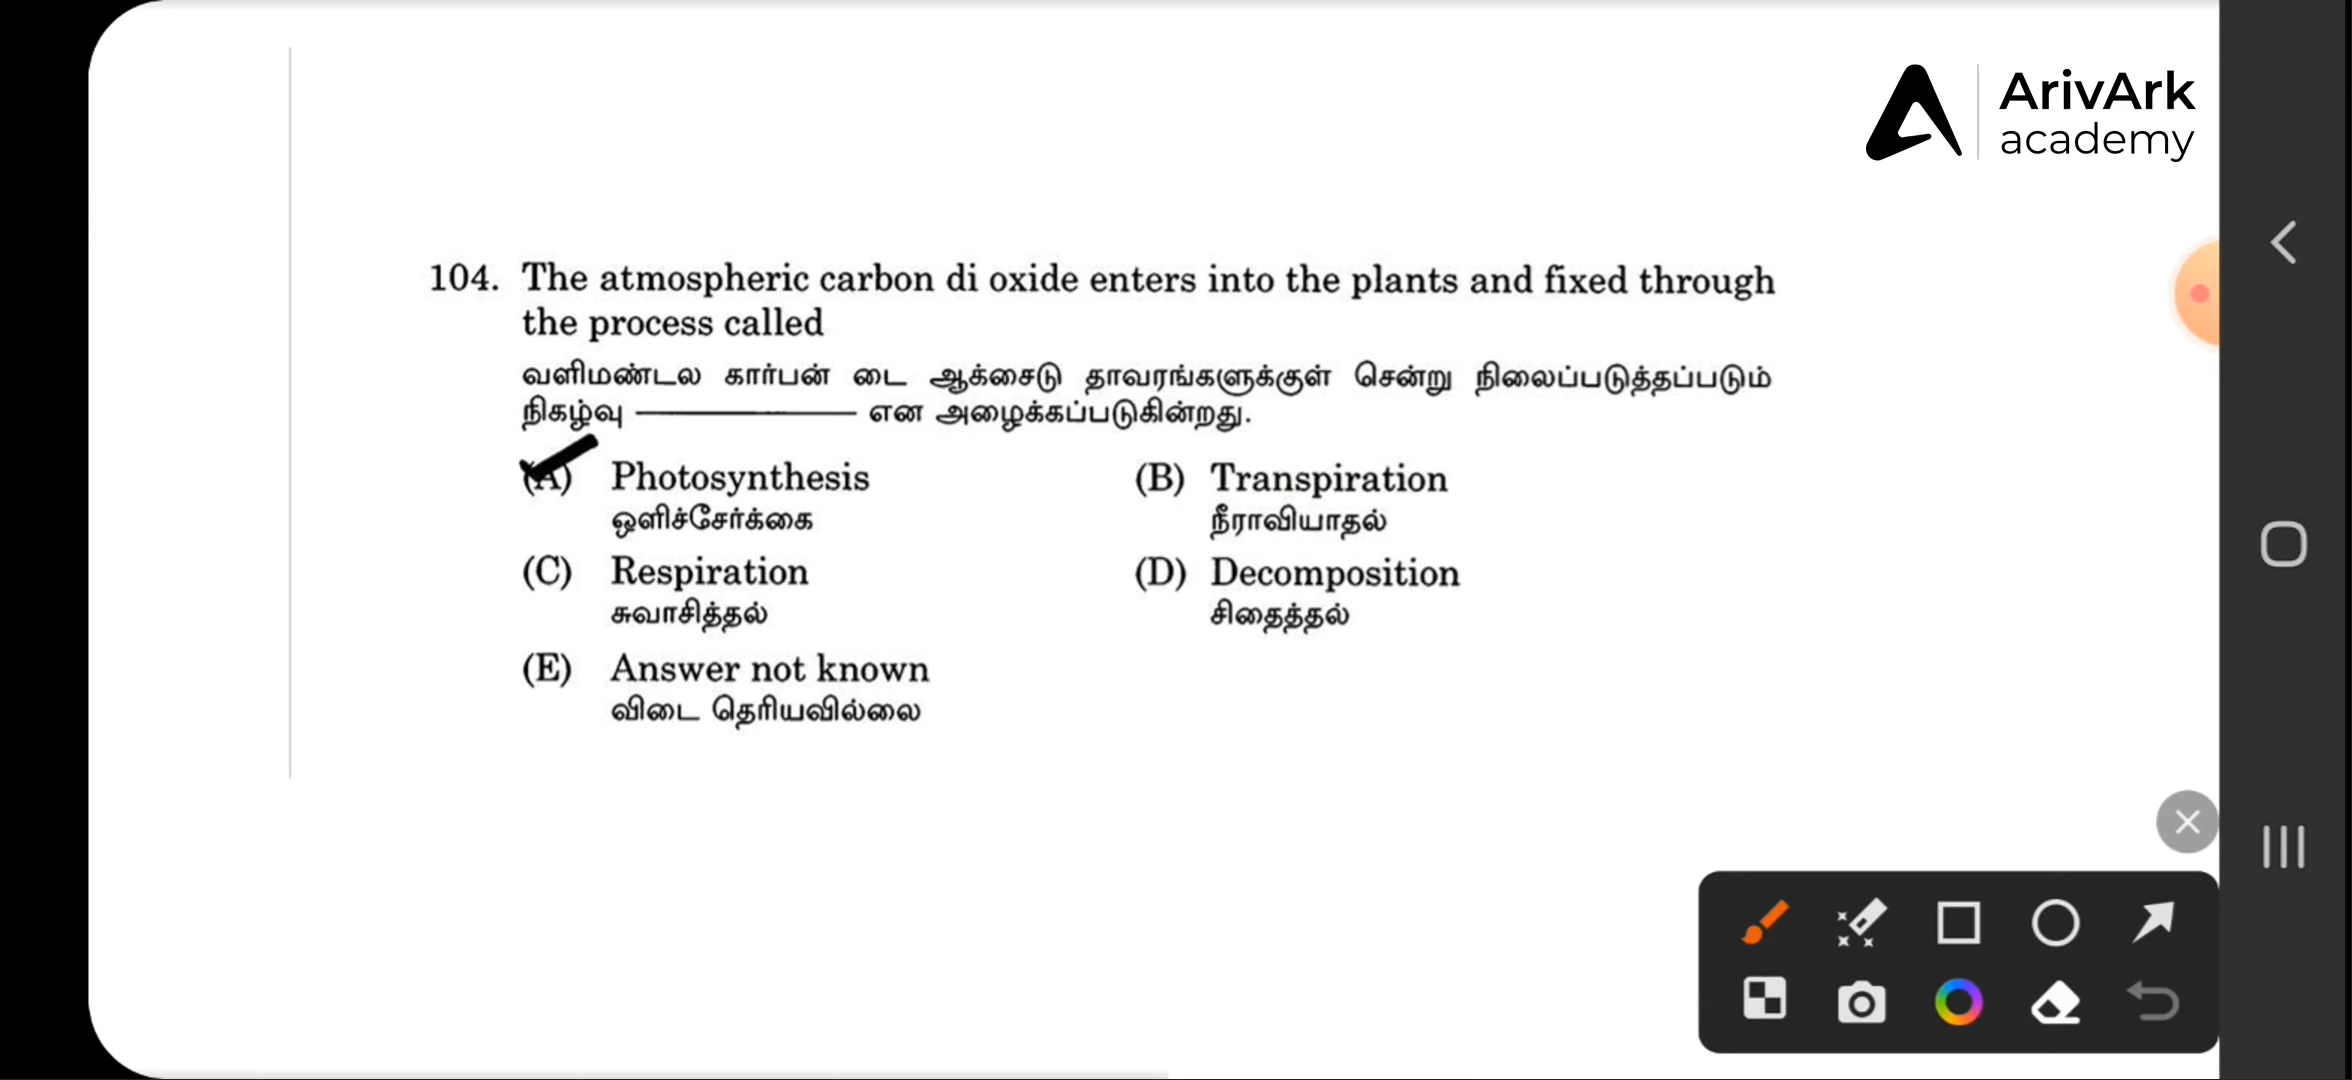 ArivArk
academy
104. The atmospheric carbon di oxide enters into the plants and fixed through
the process called
வளிமண்டல கார்பன் டை ஆக்சைடு தாவரங்களுக்குள் சென்று நிலைப்படுத்தப்படும்
நிகழ்வு ———— என அழைக்கப்படுகின்றது.
(A) Photosynthesis (B) Transpiration
ஒளிச்சேர்க்கை நீராவியாதல்
(C) Respiration (D) Decomposition
சுவாசித்தல் சிதைத்தல்
(E) Answer not known
விடை தெரியவில்லை